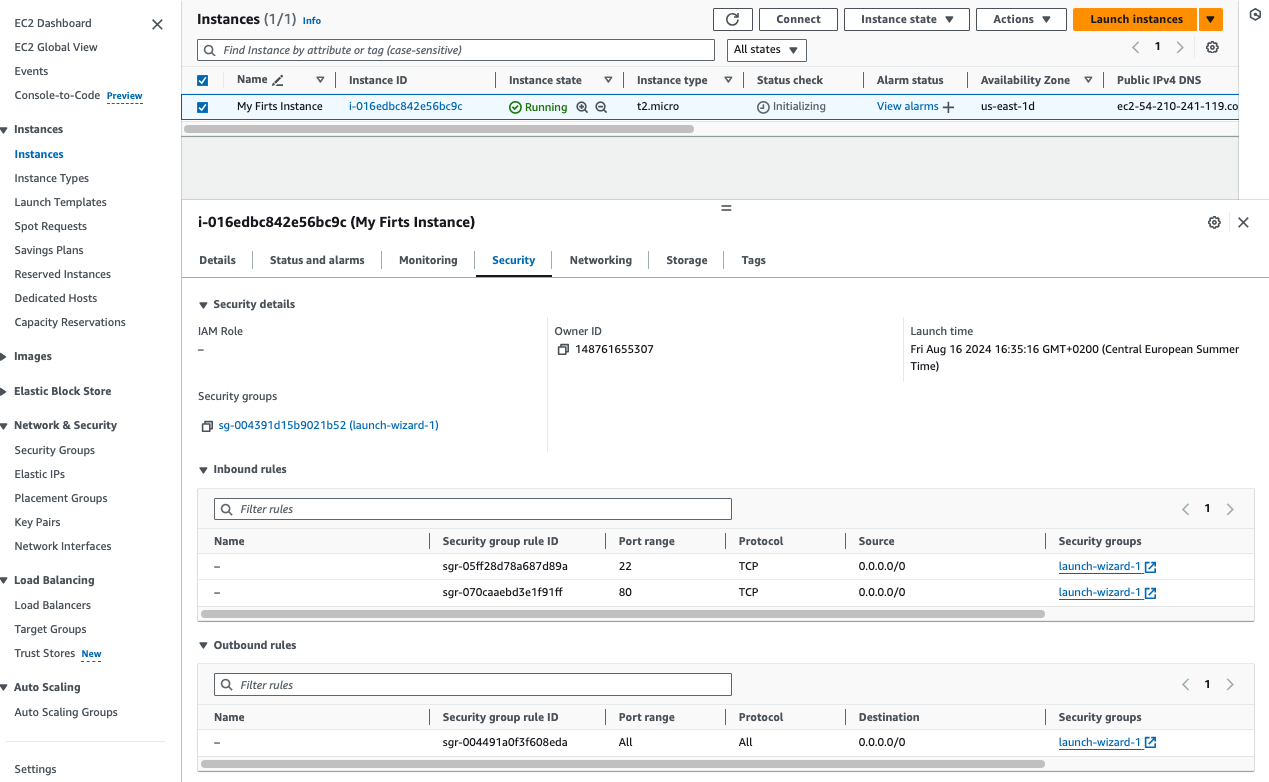 EC2 Dashboard
EC2 Global View
Events
Console-to-Code Preview
Instances
Instances
Instance Types
Launch Templates
Spot Requests
Savings Plans
Reserved Instances
Dedicated Hosts
Capacity Reservations
Images
Elastic Block Store
Network & Security
Security Groups
Elastic IPs
Placement Groups
Key Pairs
Network Interfaces
Load Balancing
Load Balancers
Target Groups
Trust Stores New
Auto Scaling
Auto Scaling Groups
Settings
Instances (1/1) Info
Connect Instance state Actions Launch instances
Find Instance by attribute or tag (case-sensitive) All states 1
Name Instance ID Instance state Instance type Status check Alarm status Availability Zone Public IPv4 DNS
My Firts Instance i-016edbc842e56bc9c Running t2.micro Initializing View alarms us-east-1d ec2-54-210-241-119.co
i-016edbc842e56bc9c (My Firts Instance)
Details Status and alarms Monitoring Security Networking Storage Tags
Security details
IAM Role
–
Owner ID
148761655307
Launch time
Fri Aug 16 2024 16:35:16 GMT+0200 (Central European Summer
Time)
Security groups
sg-004391d15b9021b52 (launch-wizard-1)
Inbound rules
Filter rules 1
Name Security group rule ID Port range Protocol Source Security groups
– sgr-05ff28d78a687d89a 22 TCP 0.0.0.0/0 launch-wizard-1
– sgr-070caaebd3e1f91ff 80 TCP 0.0.0.0/0 launch-wizard-1
Outbound rules
Filter rules 1
Name Security group rule ID Port range Protocol Destination Security groups
– sgr-004491a0f3f608eda All All 0.0.0.0/0 launch-wizard-1